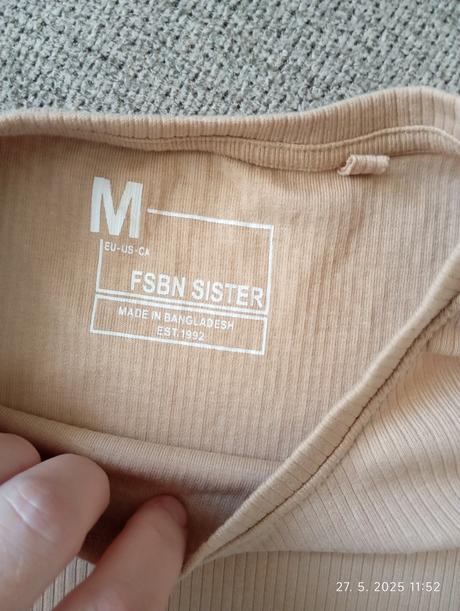 M
EU-US-CA
FSBN SISTER
MADE IN BANGLADESH
EST.1992
27. 5. 2025 11:52